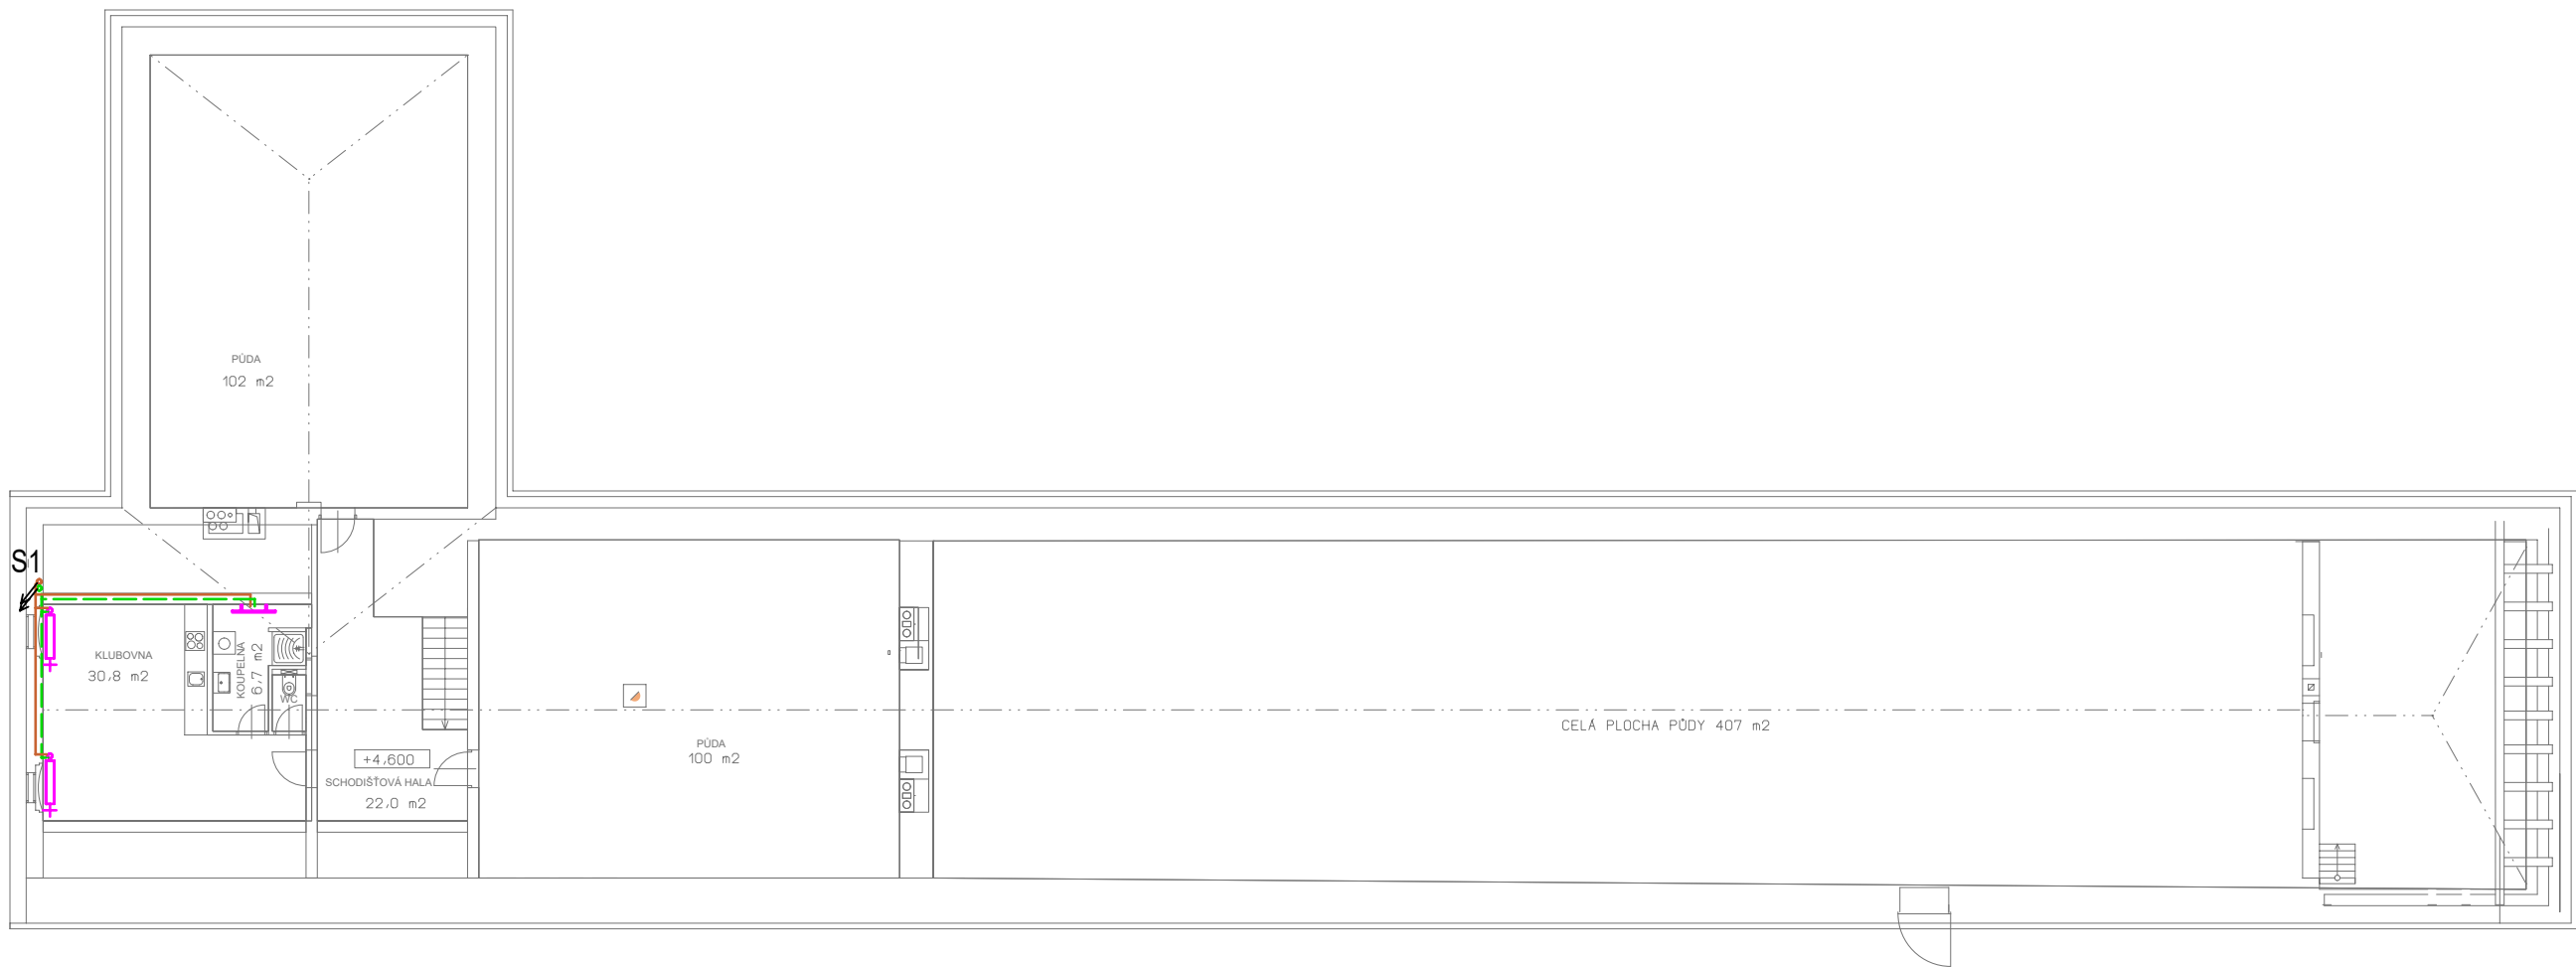 PŮDA
102 m2
S1
KLUBOVNA
30,8 m2
KOUPELNA
6,7 m2
WC
+4,600
SCHODIŠŤOVÁ HALA
22,0 m2
PŮDA
100 m2
CELÁ PLOCHA PŮDY 407 m2